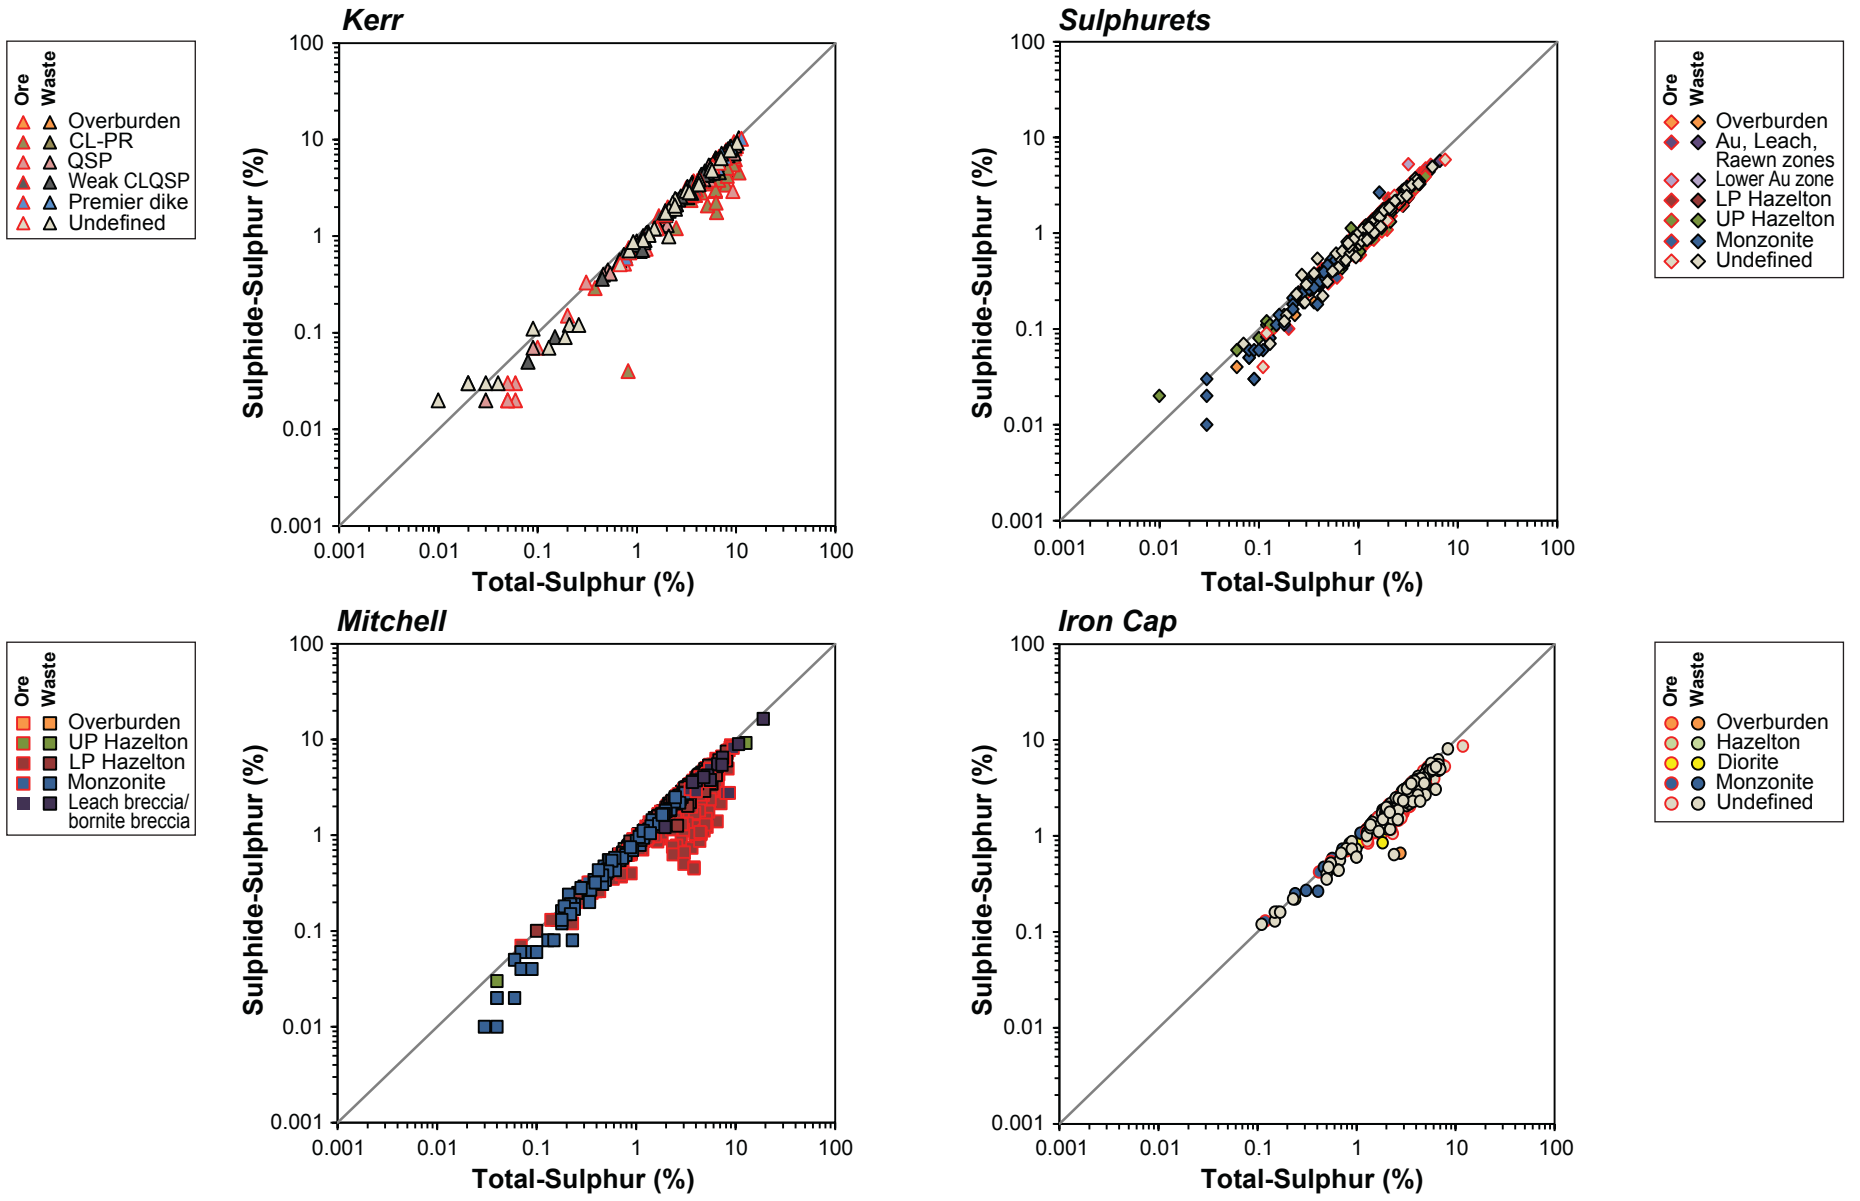 Kerr
Ore
Waste
Overburden
CL-PR
QSP
Weak CLQSP
Premier dike
Undefined
Sulphide-Sulphur (%)
100
10
1
0.1
0.01
0.001
0.001 0.01 0.1 1 10 100
Total-Sulphur (%)
Sulphurets
Sulphide-Sulphur (%)
100
10
1
0.1
0.01
0.001
0.001 0.01 0.1 1 10 100
Total-Sulphur (%)
Ore
Waste
Overburden
Au, Leach,
Raewn zones
Lower Au zone
LP Hazelton
UP Hazelton
Monzonite
Undefined
Mitchell
Ore
Waste
Overburden
UP Hazelton
LP Hazelton
Monzonite
Leach breccia/
bornite breccia
Sulphide-Sulphur (%)
100
10
1
0.1
0.01
0.001
0.001 0.01 0.1 1 10 100
Total-Sulphur (%)
Iron Cap
Sulphide-Sulphur (%)
100
10
1
0.1
0.01
0.001
0.001 0.01 0.1 1 10 100
Total-Sulphur (%)
Ore
Waste
Overburden
Hazelton
Diorite
Monzonite
Undefined